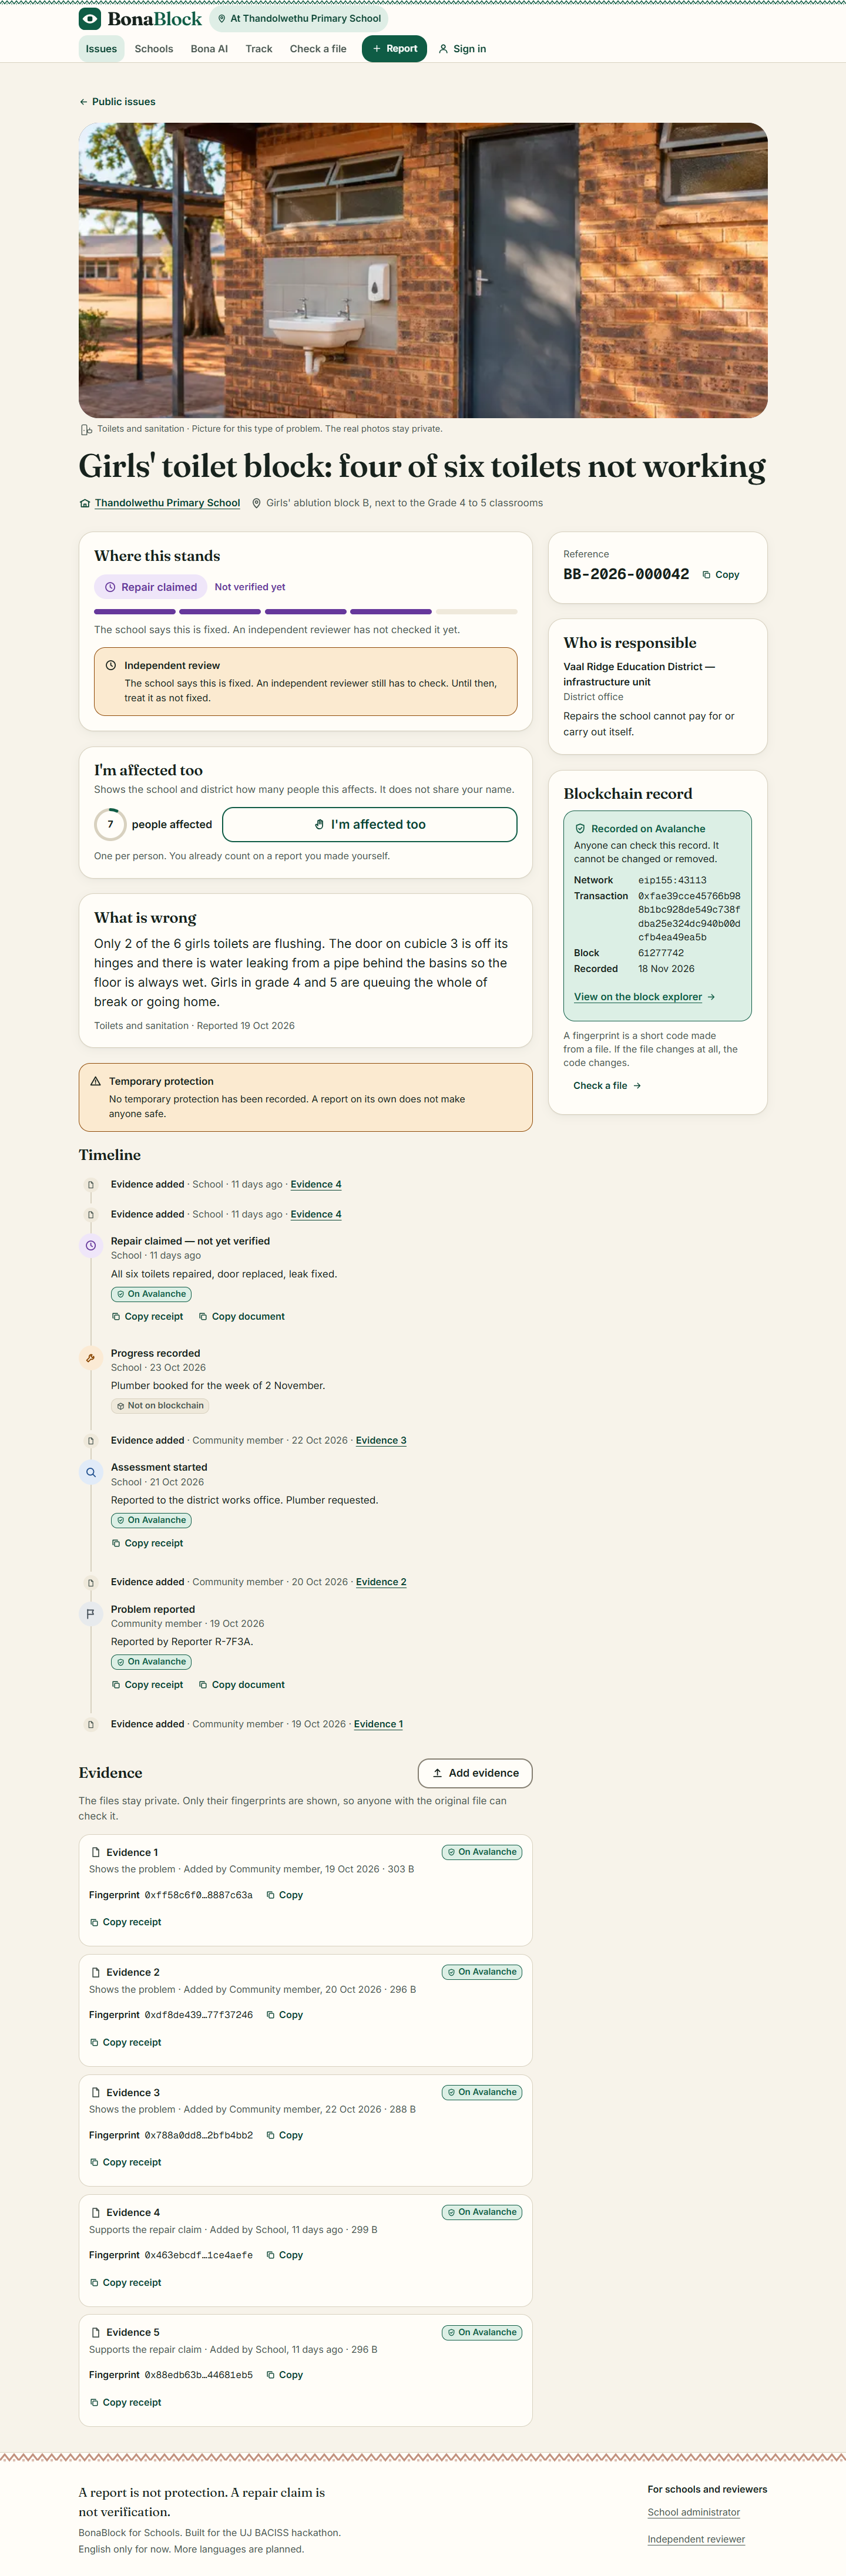 BonaBlock
At Thandolwethu Primary School
Issues
Schools
Bona AI
Track
Check a file
+ Report
Sign in
← Public issues
Toilets and sanitation · Picture for this type of problem. The real photos stay private.
Girls' toilet block: four of six toilets not working
Thandolwethu Primary School
Girls' ablution block B, next to the Grade 4 to 5 classrooms
Where this stands
Repair claimed
Not verified yet
The school says this is fixed. An independent reviewer has not checked it yet.
Independent review
The school says this is fixed. An independent reviewer still has to check. Until then,
treat it as not fixed.
I'm affected too
Shows the school and district how many people this affects. It does not share your name.
7
people affected
I'm affected too
One per person. You already count on a report you made yourself.
What is wrong
Only 2 of the 6 girls toilets are flushing. The door on cubicle 3 is off its
hinges and there is water leaking from a pipe behind the basins so the
floor is always wet. Girls in grade 4 and 5 are queuing the whole of
break or going home.
Toilets and sanitation · Reported 19 Oct 2026
Temporary protection
No temporary protection has been recorded. A report on its own does not make
anyone safe.
Reference
BB-2026-000042
Copy
Who is responsible
Vaal Ridge Education District —
infrastructure unit
District office
Repairs the school cannot pay for or
carry out itself.
Blockchain record
Recorded on Avalanche
Anyone can check this record. It
cannot be changed or removed.
Network eip155:43113
Transaction 0xfae39cce45766b98
8b1bc928de549c738f
dba25e324dc940b00d
cfb4ea49ea5b
Block 61277742
Recorded 18 Nov 2026
View on the block explorer →
A fingerprint is a short code made
from a file. If the file changes at all, the
code changes.
Check a file →
Timeline
Evidence added · School · 11 days ago · Evidence 4
Evidence added · School · 11 days ago · Evidence 4
Repair claimed — not yet verified
School · 11 days ago
All six toilets repaired, door replaced, leak fixed.
On Avalanche
Copy receipt
Copy document
Progress recorded
School · 23 Oct 2026
Plumber booked for the week of 2 November.
Not on blockchain
Evidence added · Community member · 22 Oct 2026 · Evidence 3
Assessment started
School · 21 Oct 2026
Reported to the district works office. Plumber requested.
On Avalanche
Copy receipt
Evidence added · Community member · 20 Oct 2026 · Evidence 2
Problem reported
Community member · 19 Oct 2026
Reported by Reporter R-7F3A.
On Avalanche
Copy receipt
Copy document
Evidence added · Community member · 19 Oct 2026 · Evidence 1
Evidence
Add evidence
The files stay private. Only their fingerprints are shown, so anyone with the original file can
check it.
Evidence 1
On Avalanche
Shows the problem · Added by Community member, 19 Oct 2026 · 303 B
Fingerprint 0xff58c6f0…8887c63a Copy
Copy receipt
Evidence 2
On Avalanche
Shows the problem · Added by Community member, 20 Oct 2026 · 296 B
Fingerprint 0xdf8de439…77f37246 Copy
Copy receipt
Evidence 3
On Avalanche
Shows the problem · Added by Community member, 22 Oct 2026 · 288 B
Fingerprint 0x788a0dd8…2bfb4bb2 Copy
Copy receipt
Evidence 4
On Avalanche
Supports the repair claim · Added by School, 11 days ago · 299 B
Fingerprint 0x463ebcdf…1ce4aefe Copy
Copy receipt
Evidence 5
On Avalanche
Supports the repair claim · Added by School, 11 days ago · 296 B
Fingerprint 0x88edb63b…44681eb5 Copy
Copy receipt
A report is not protection. A repair claim is
not verification.
BonaBlock for Schools. Built for the UJ BACISS hackathon.
English only for now. More languages are planned.
For schools and reviewers
School administrator
Independent reviewer